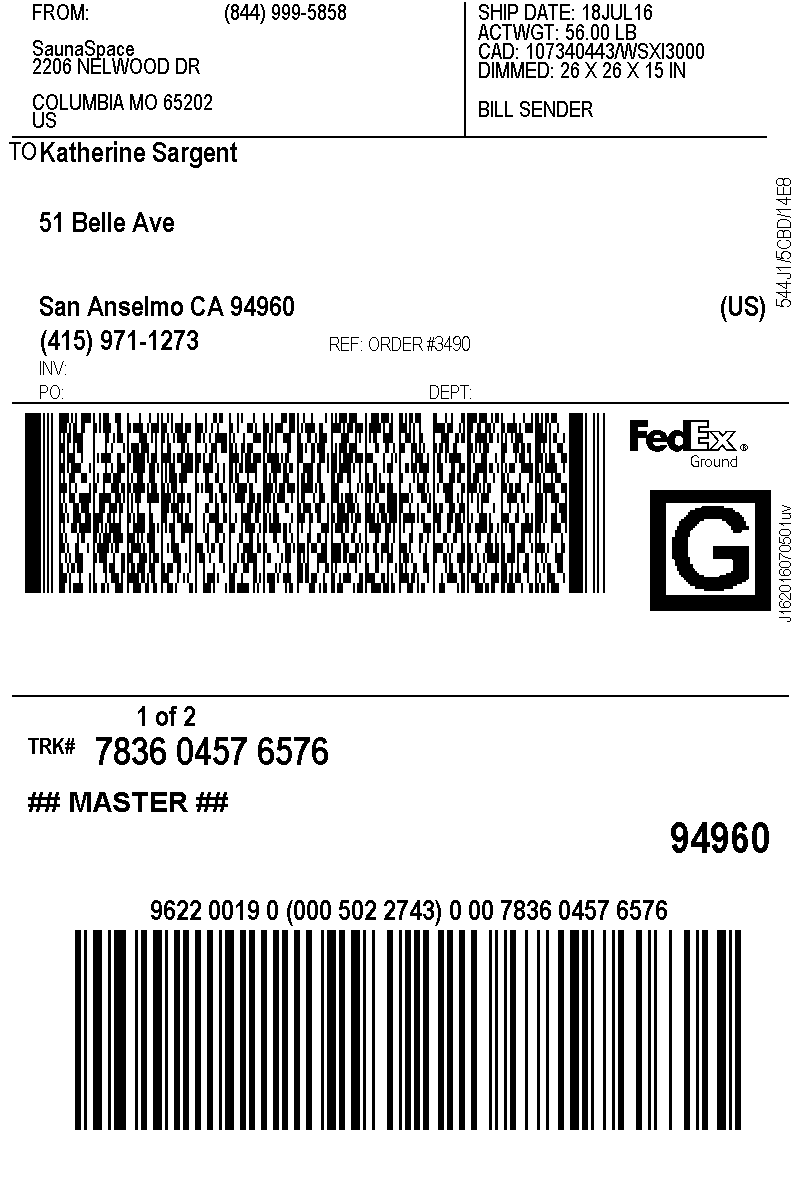 FROM: (844) 999-5858
SaunaSpace
2206 NELWOOD DR
COLUMBIA MO 65202
US
SHIP DATE: 18JUL16
ACTWGT: 56.00 LB
CAD: 107340443/WSXI3000
DIMMED: 26 X 26 X 15 IN
BILL SENDER
TO Katherine Sargent
51 Belle Ave
San Anselmo CA 94960 (US)
(415) 971-1273 REF: ORDER #3490
INV:
PO: DEPT:
544J1/5CBD/14E8
FedEx®
Ground
G
J162016070501uv
1 of 2
TRK# 7836 0457 6576
## MASTER ##
94960
9622 0019 0 (000 502 2743) 0 00 7836 0457 6576